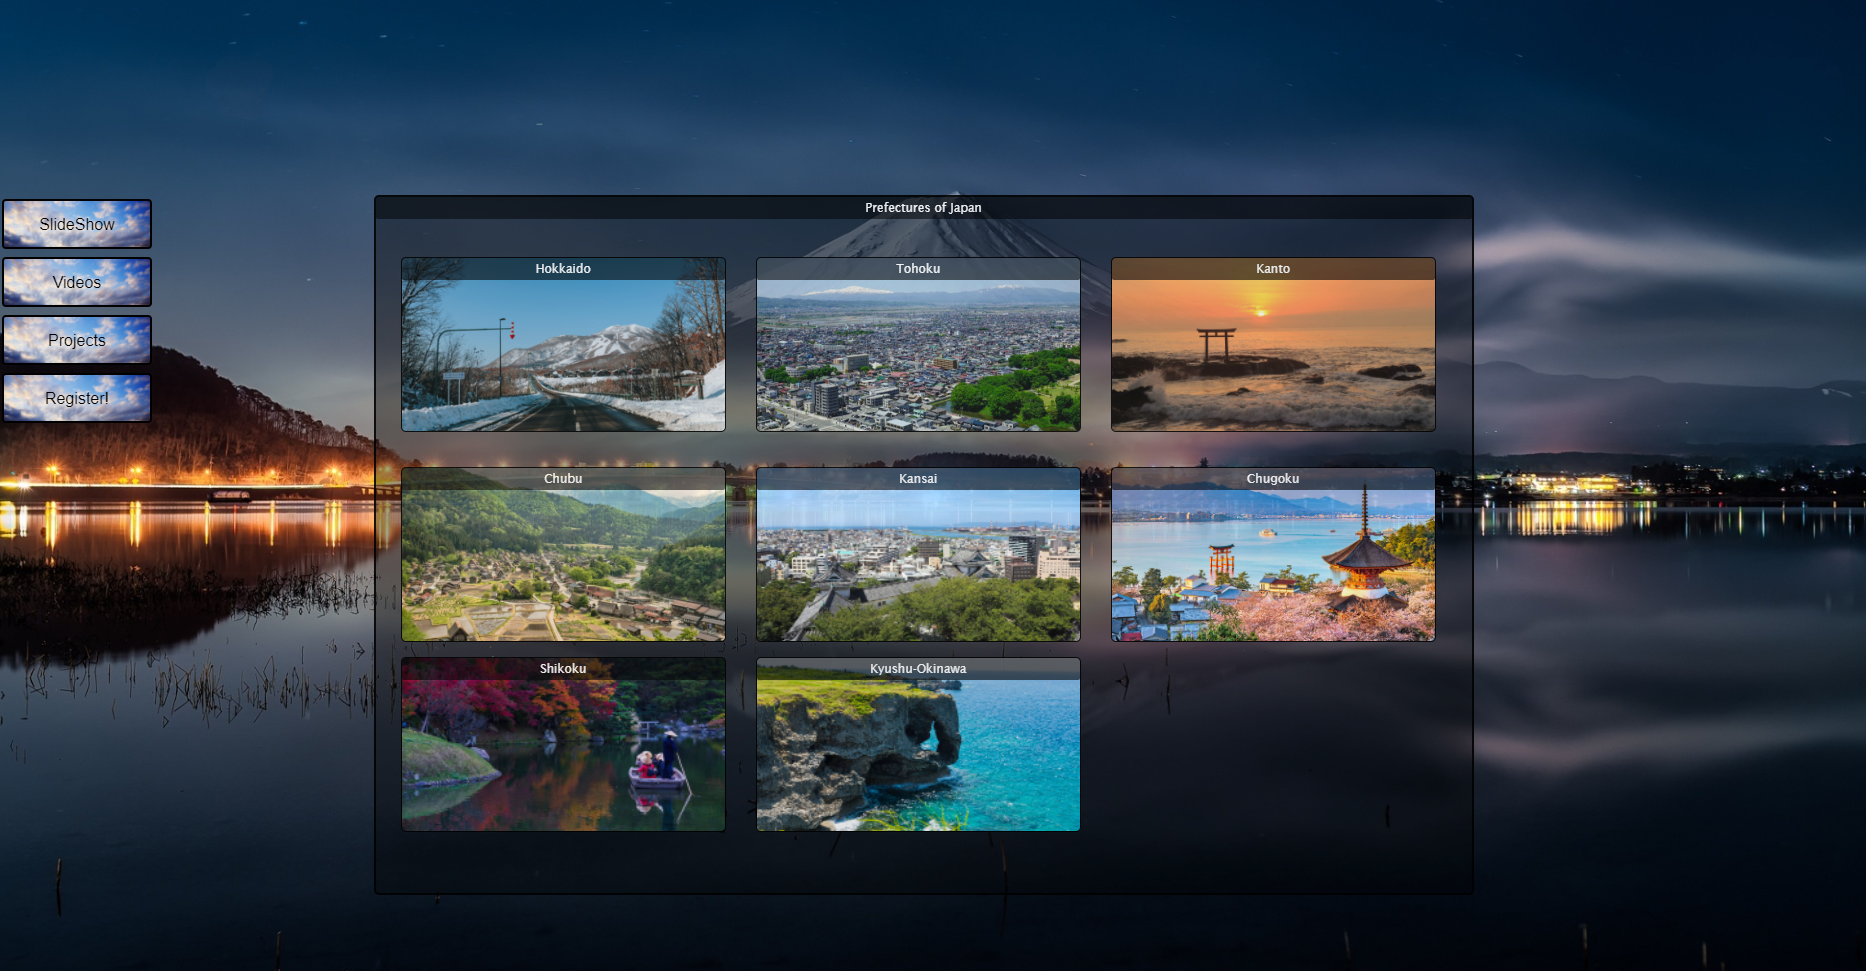 SlideShow
Videos
Projects
Register!
Prefectures of Japan
Hokkaido
Tohoku
Kanto
Chubu
Kansai
Chugoku
Shikoku
Kyushu-Okinawa